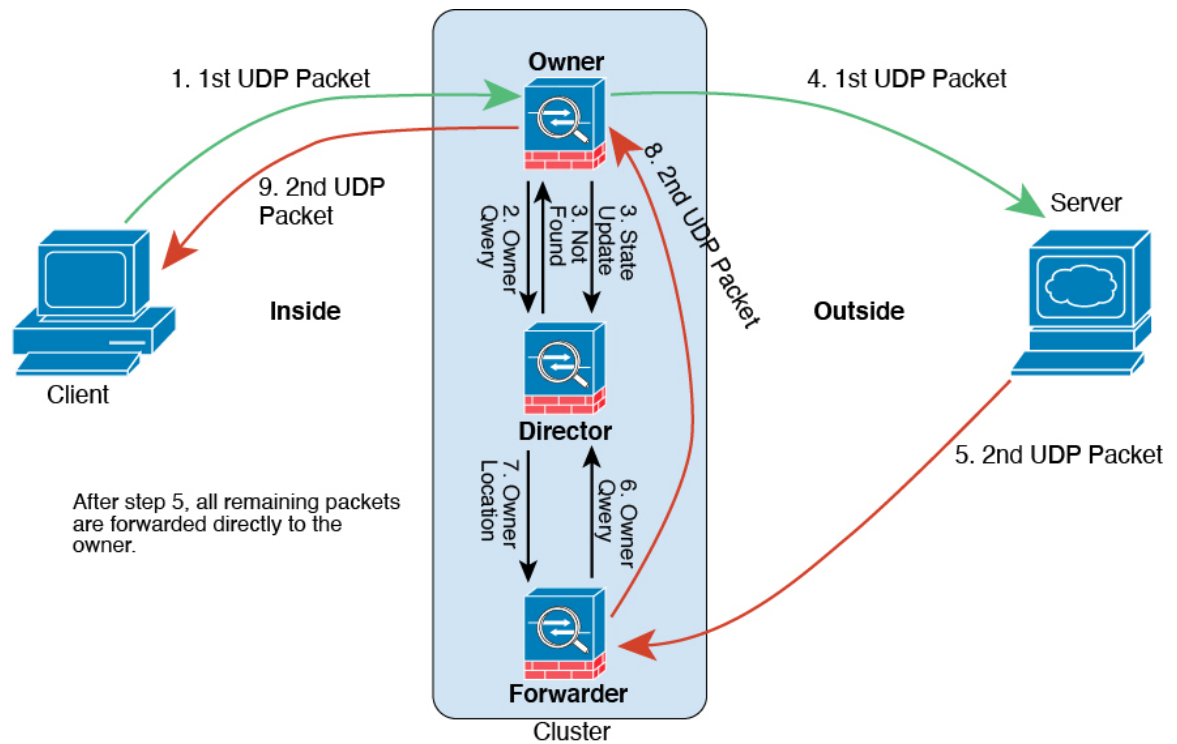 Owner
1. 1st UDP Packet
4. 1st UDP Packet
9. 2nd UDP
Packet
2. Owner
Qwery
3. Not
Found
3. State
Update
8. 2nd UDP Packet
Server
Inside
Outside
Client
Director
5. 2nd UDP Packet
7. Owner
Location
6. Owner
Qwery
After step 5, all remaining packets
are forwarded directly to the
owner.
Forwarder
Cluster